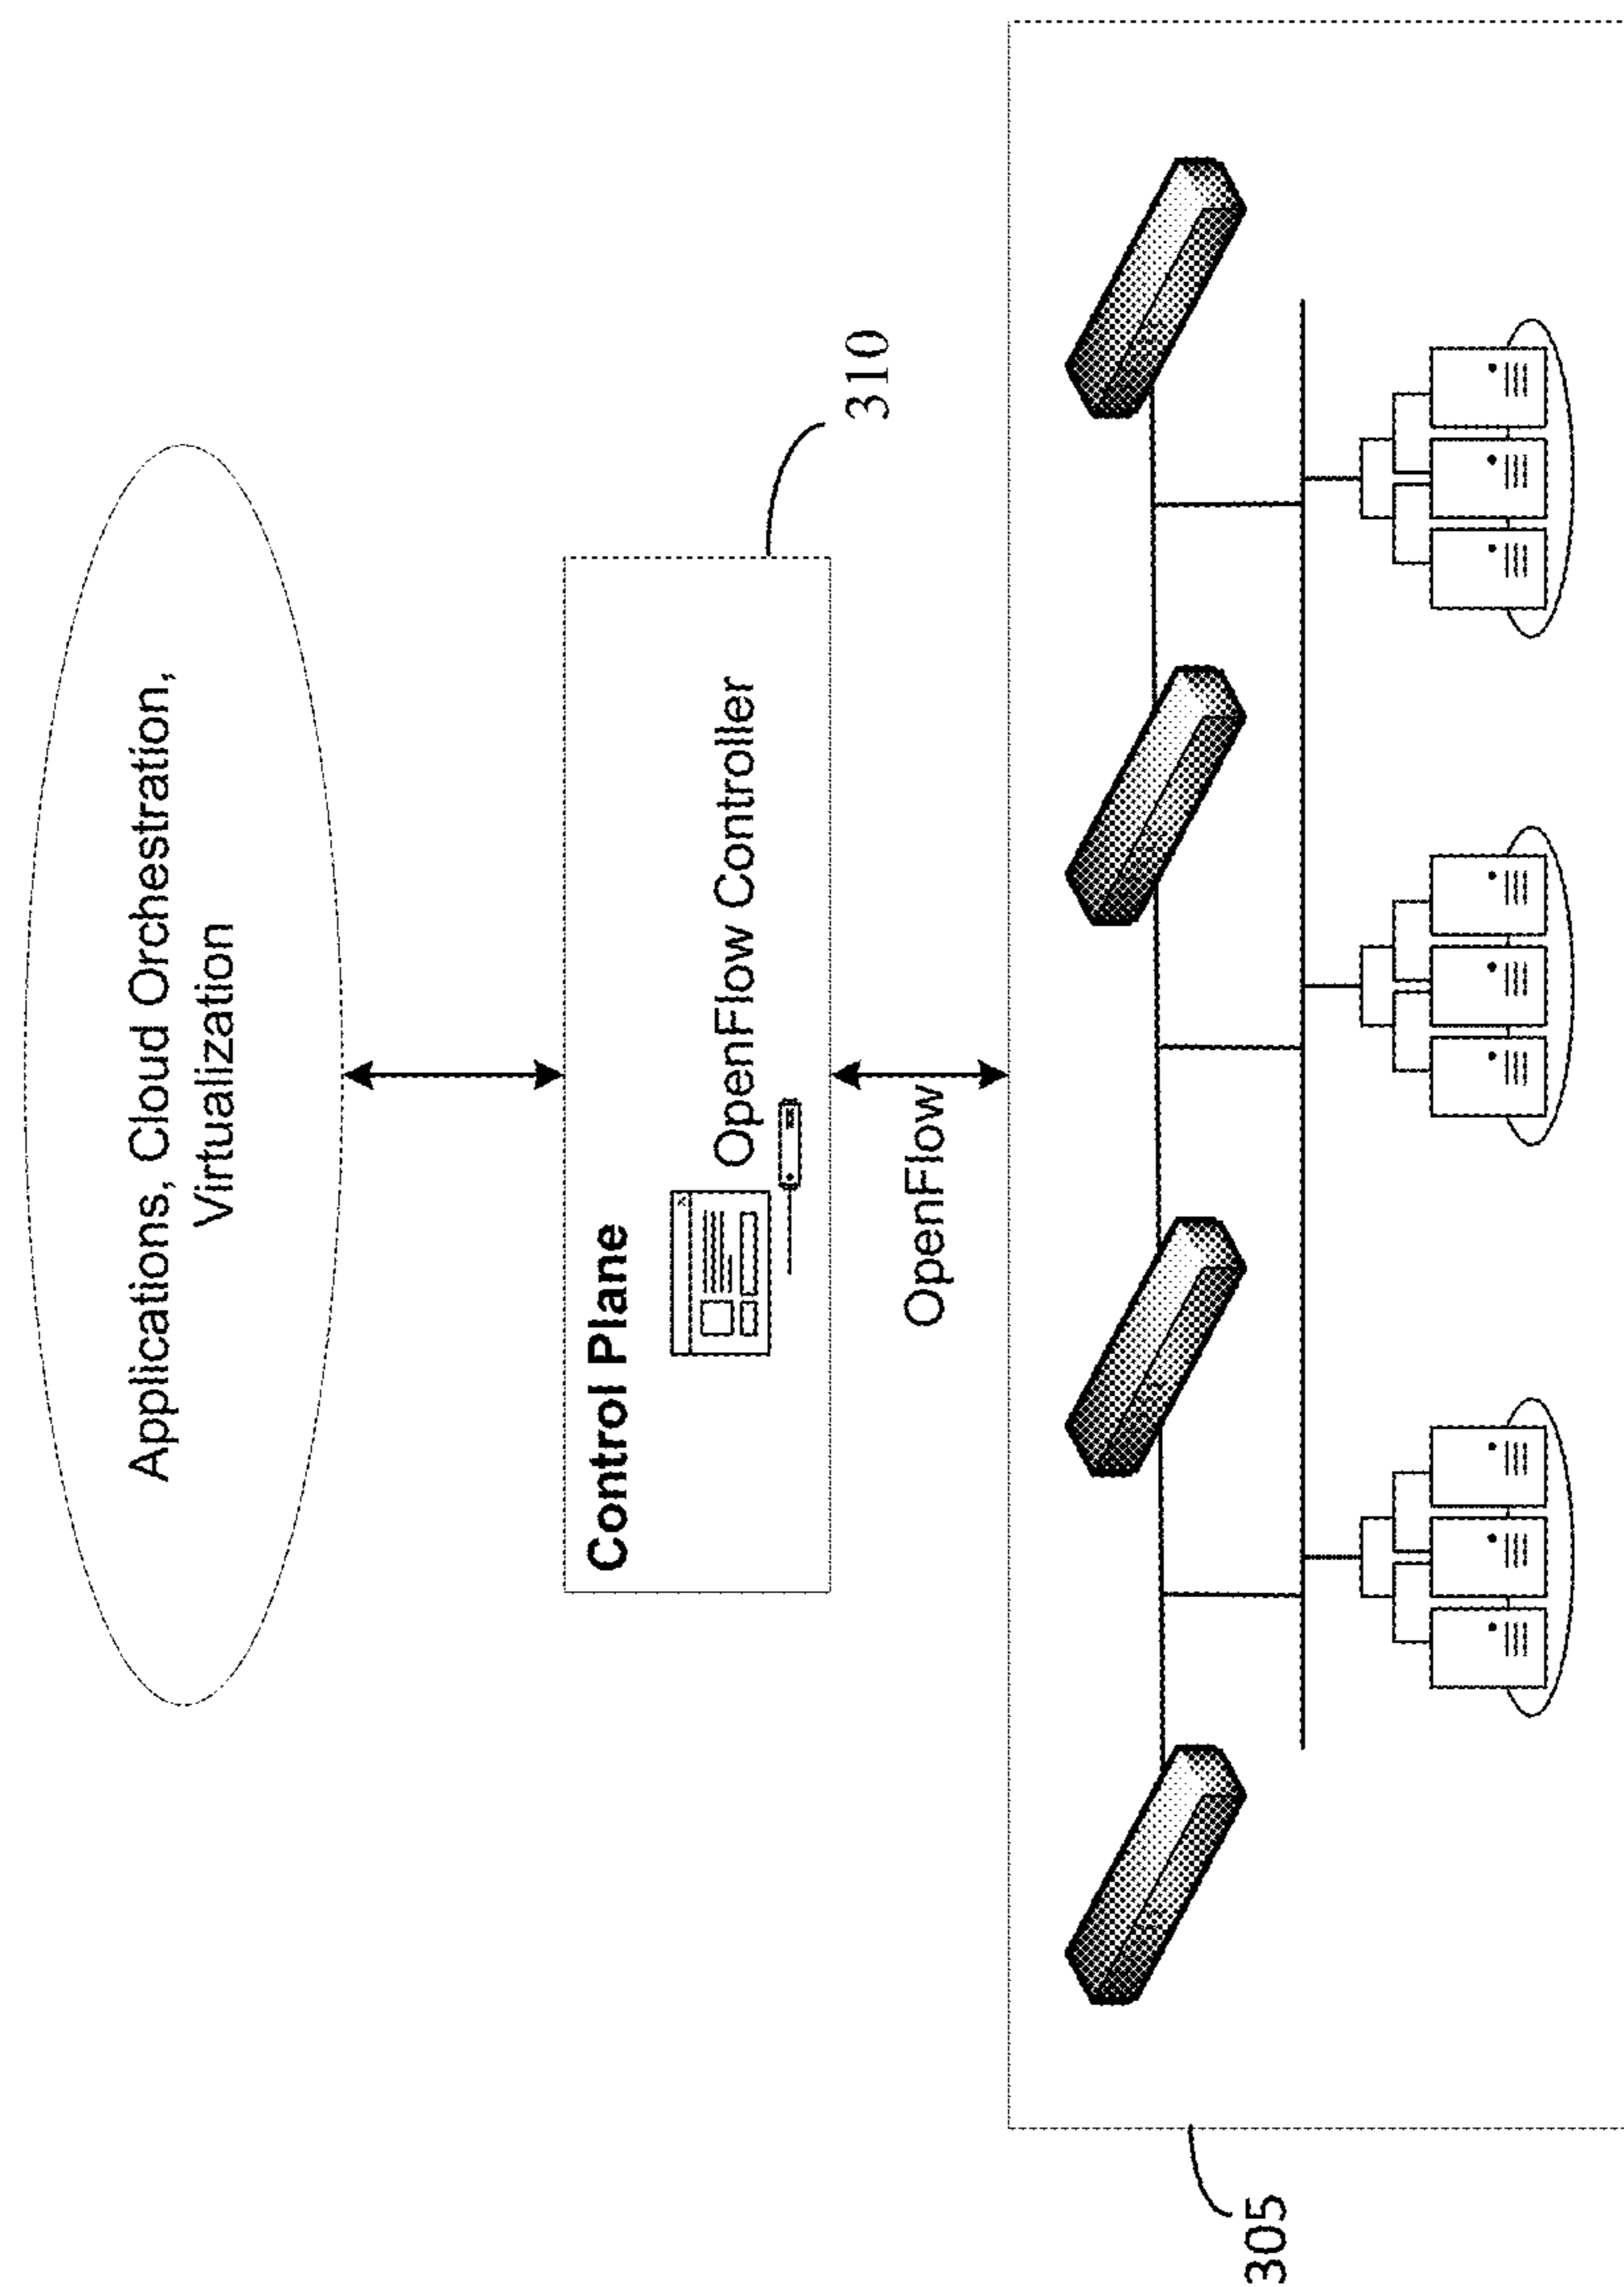 Applications, Cloud Orchestration,
Virtualization
Control Plane
OpenFlow Controller
310
OpenFlow
305